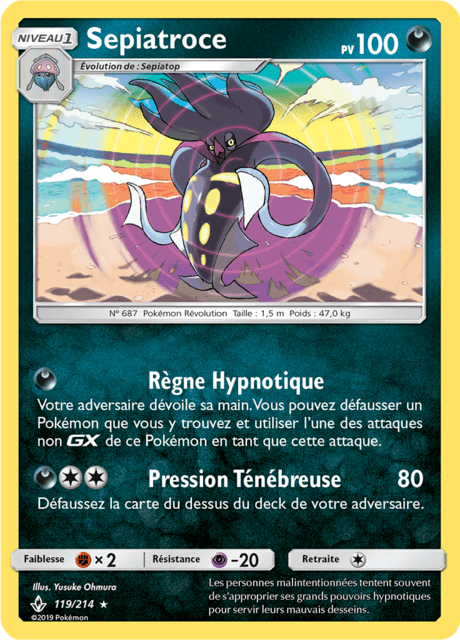 NIVEAU 1
Sepiatroce
PV 100
Évolution de : Sepiatop
N° 687 Pokémon Révolution Taille : 1,5 m Poids : 47,0 kg
Règne Hypnotique
Votre adversaire dévoile sa main.Vous pouvez défausser un
Pokémon que vous y trouvez et utiliser l'une des attaques
non GX de ce Pokémon en tant que cette attaque.
Pression Ténébreuse 80
Défaussez la carte du dessus du deck de votre adversaire.
Faiblesse ×2 Résistance -20 Retraite
Illus. Yusuke Ohmura
119/214 ★
©2019 Pokémon
Les personnes malintentionnées tentent souvent
de s'approprier ses grands pouvoirs hypnotiques
pour servir leurs mauvais desseins.